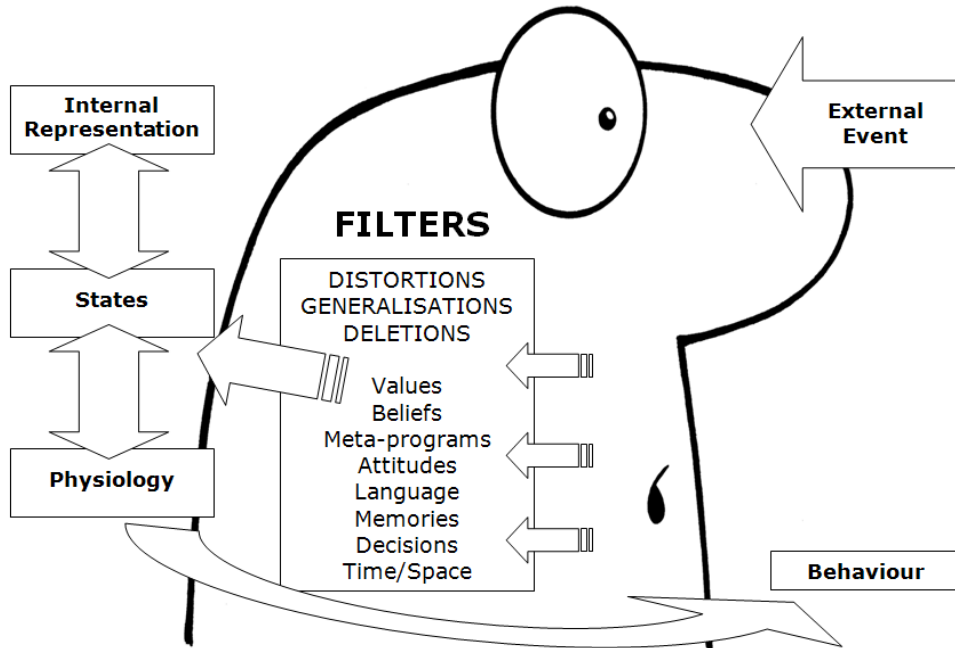 Internal
Representation
External
Event
FILTERS
DISTORTIONS
GENERALISATIONS
DELETIONS
States
Values
Beliefs
Meta-programs
Attitudes
Language
Memories
Decisions
Time/Space
Physiology
Behaviour